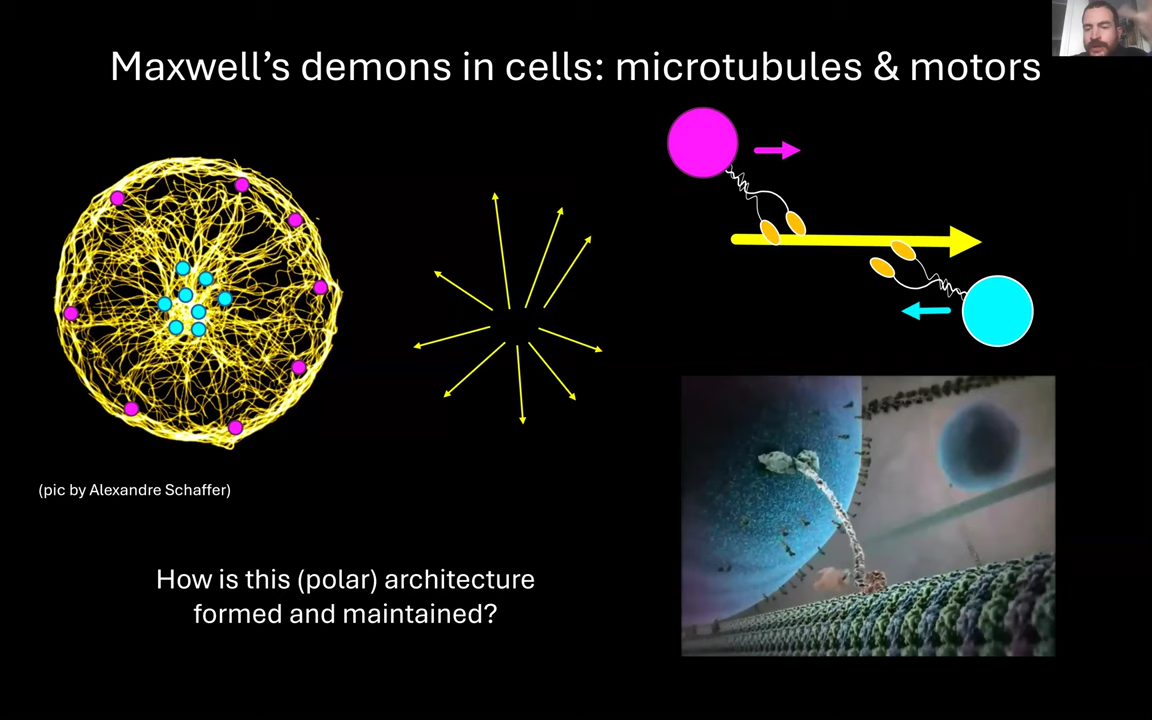 Maxwell’s demons in cells: microtubules & motors
(pic by Alexandre Schaffer)
How is this (polar) architecture
formed and maintained?